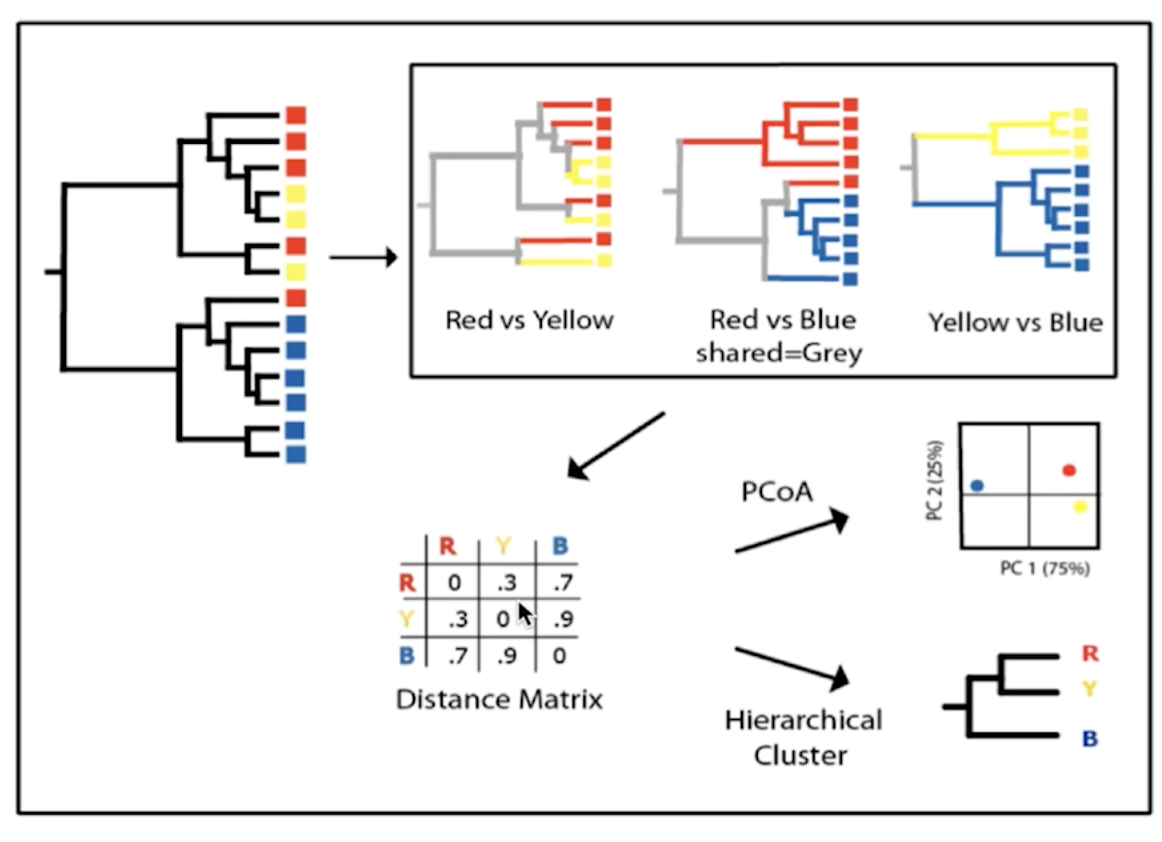 Red vs Yellow
Red vs Blue
shared=Grey
Yellow vs Blue
R Y B
R 0 .3 .7
Y .3 0 .9
B .7 .9 0
Distance Matrix
PCoA
PC 2 (25%)
PC 1 (75%)
Hierarchical
Cluster
R
Y
B